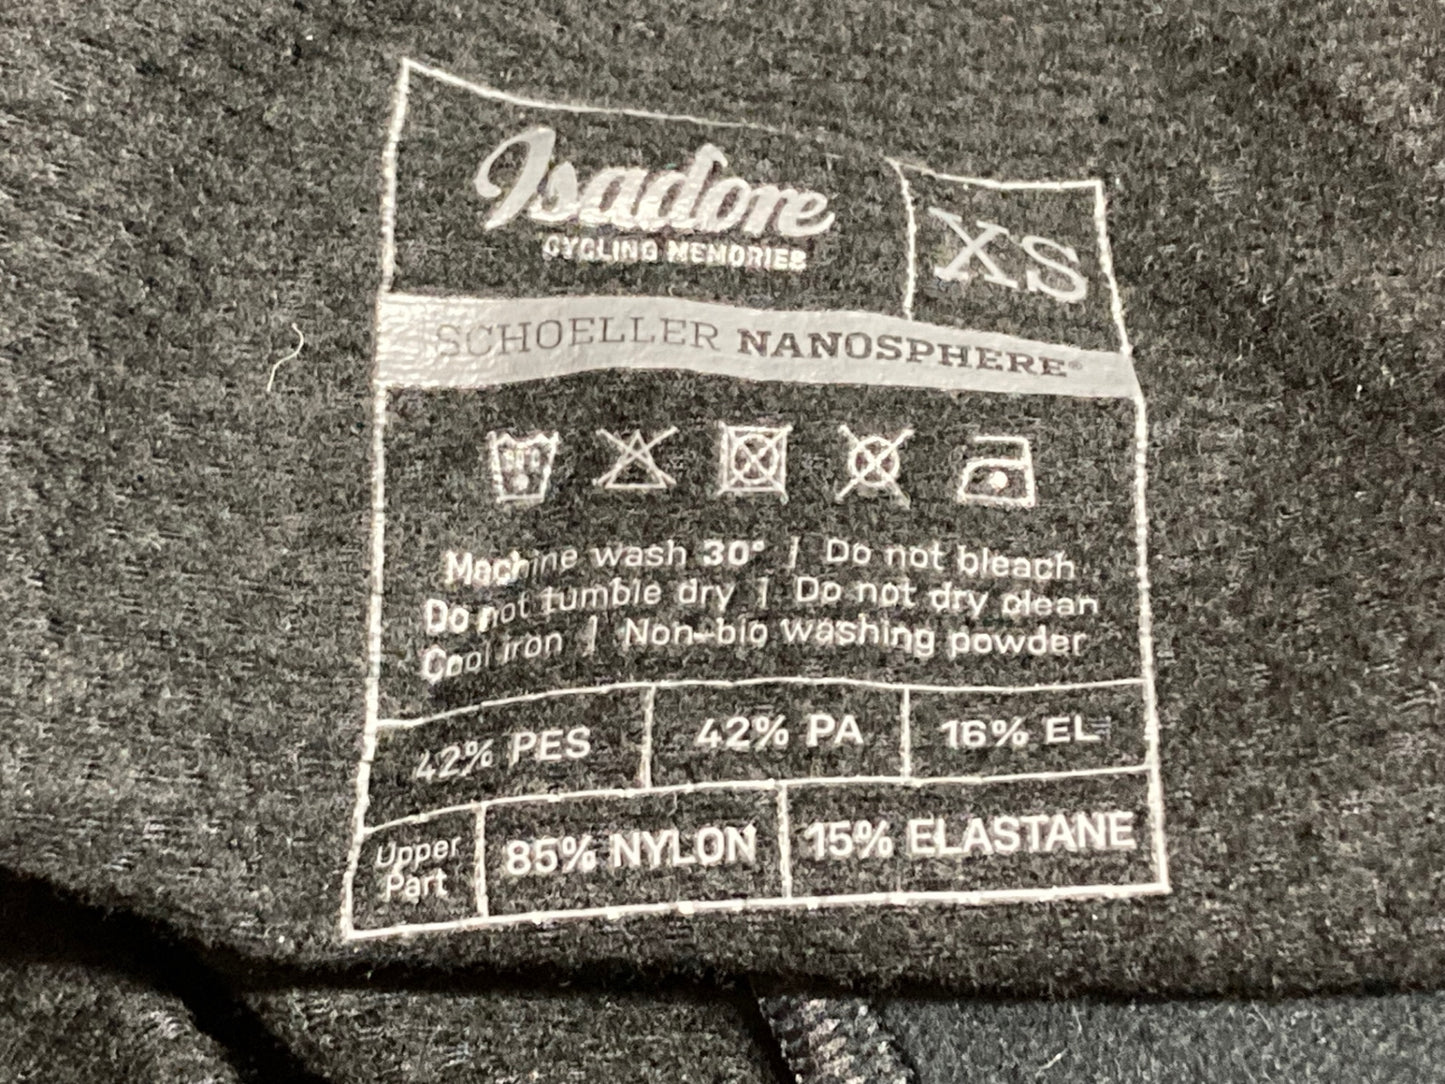 Isadore
CYCLING MEMORIES
XS
SCHOELLER NANOSPHERE®
30°
Machine wash 30° | Do not bleach
Do not tumble dry | Do not dry clean
Cool iron | Non-bio washing powder
42% PES
42% PA
16% EL
Upper
Part
85% NYLON
15% ELASTANE